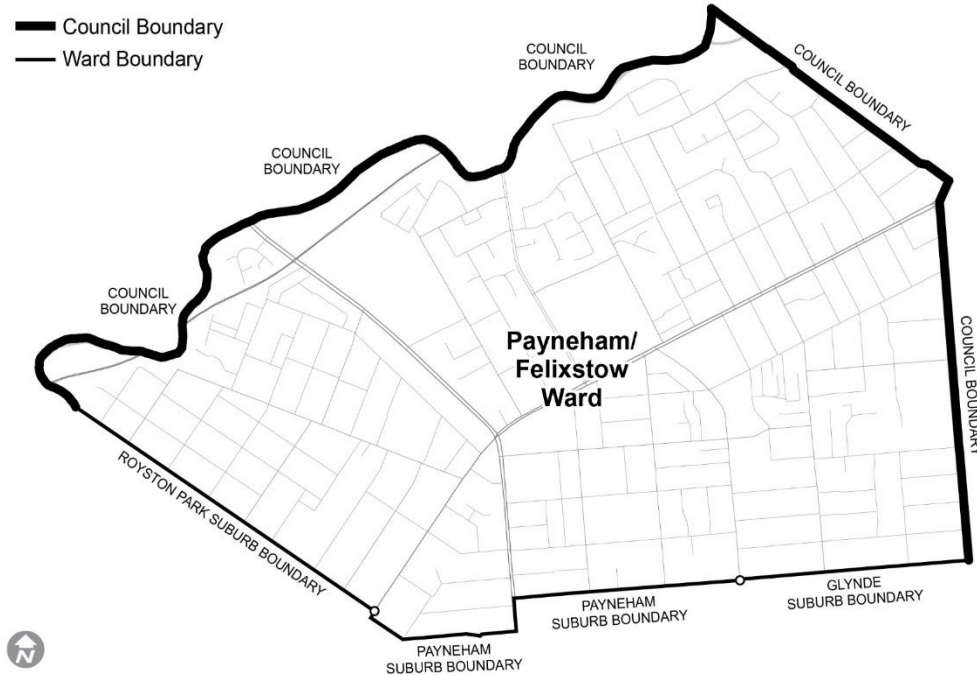 Council Boundary
Ward Boundary
COUNCIL
BOUNDARY
COUNCIL BOUNDARY
COUNCIL
BOUNDARY
COUNCIL
BOUNDARY
Payneham/
Felixstow
Ward
COUNCIL BOUNDARY
ROYSTON PARK SUBURB BOUNDARY
GLYNDE
SUBURB BOUNDARY
PAYNEHAM
SUBURB BOUNDARY
PAYNEHAM
SUBURB BOUNDARY
N